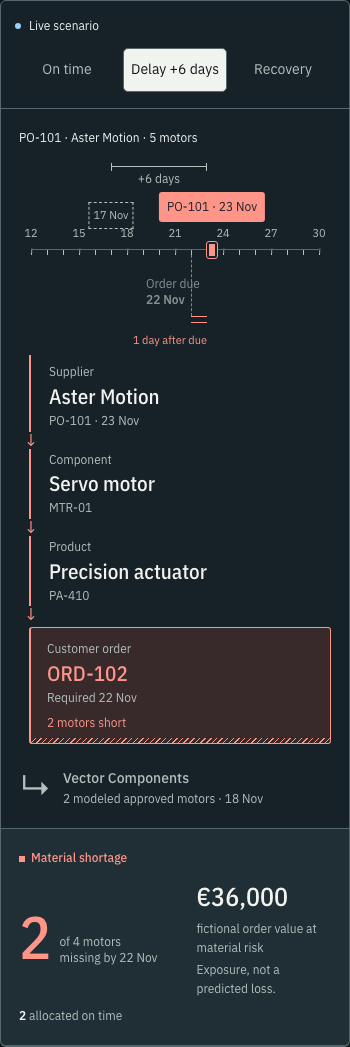 Live scenario
On time
Delay +6 days
Recovery
PO-101 · Aster Motion · 5 motors
+6 days
PO-101 · 23 Nov
17 Nov
12 15 18 21 24 27 30
Order due
22 Nov
1 day after due
Supplier
Aster Motion
PO-101 · 23 Nov
↓
Component
Servo motor
MTR-01
↓
Product
Precision actuator
PA-410
↓
Customer order
ORD-102
Required 22 Nov
2 motors short
Vector Components
2 modeled approved motors · 18 Nov
Material shortage
2
of 4 motors
missing by 22 Nov
€36,000
fictional order value at
material risk
Exposure, not a
predicted loss.
2 allocated on time